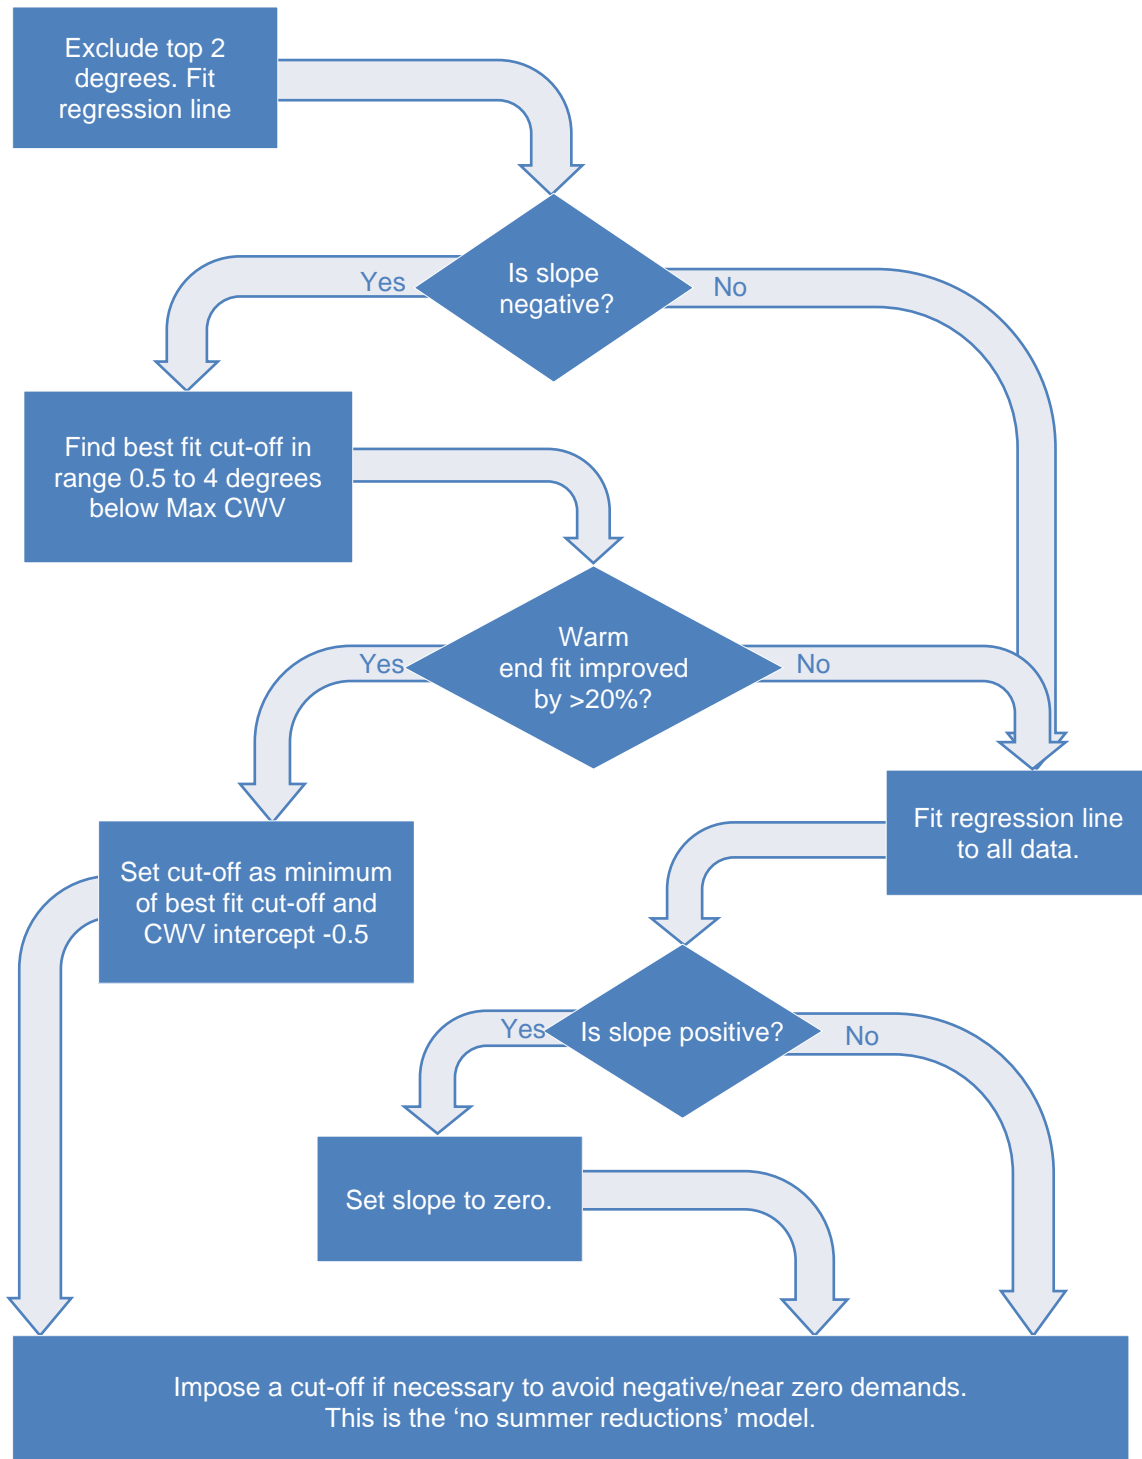 Exclude top 2
degrees. Fit
regression line
Is slope
negative?
Yes
No
Find best fit cut-off in
range 0.5 to 4 degrees
below Max CWV
Warm
end fit improved
by >20%?
Yes
No
Set cut-off as minimum
of best fit cut-off and
CWV intercept -0.5
Fit regression line
to all data.
Is slope positive?
Yes
No
Set slope to zero.
Impose a cut-off if necessary to avoid negative/near zero demands.
This is the ‘no summer reductions’ model.